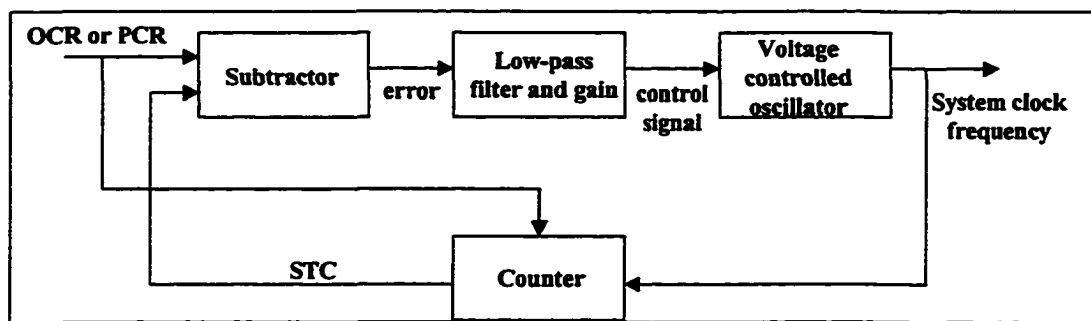 OCR or PCR
Subtractor
error
Low-pass
filter and gain
control
signal
Voltage
controlled
oscillator
System clock
frequency
STC
Counter